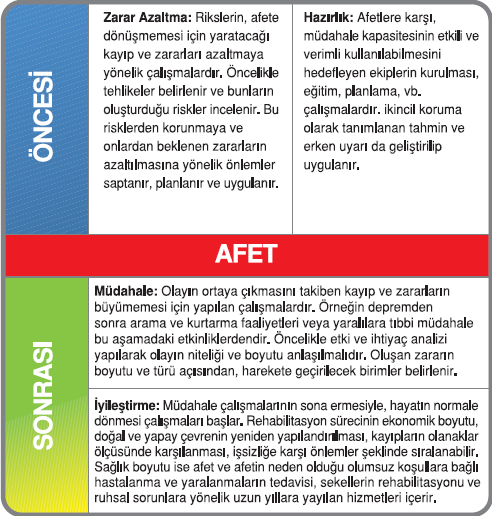 ÖNCESİ
Zarar Azaltma: Rikslerin, afete
dönüşmemesi için yaratacağı
kayıp ve zararları azaltmaya
yönelik çalışmalardır. Öncelikle
tehlikeler belirlenir ve bunların
oluşturduğu riskler incelenir. Bu
risklerden korunmaya ve
onlardan beklenen zararların
azaltılmasına yönelik önlemler
saptanır, planlanır ve uygulanır.
Hazırlık: Afetlere karşı,
müdahale kapasitesinin etkili ve
verimli kullanılabilmesini
hedefleyen ekiplerin kurulması,
eğitim, planlama, vb.
çalışmalardır. ikincil koruma
olarak tanımlanan tahmin ve
erken uyarı da geliştirilip
uygulanır.
AFET
SONRASI
Müdahale: Olayın ortaya çıkmasını takiben kayıp ve zararların
büyümemesi için yapılan çalışmalardır. Örneğin depremden
sonra arama ve kurtarma faaliyetleri veya yaralılara tıbbi müdahale
bu aşamadaki etkinliklerdendir. Öncelikle etki ve ihtiyaç analizi
yapılarak olayın niteliği ve boyutu anlaşılmalıdır. Oluşan zararın
boyutu ve türü açısından, harekete geçirilecek birimler belirlenir.
İyileştirme: Müdahale çalışmalarının sona ermesiyle, hayatın normale
dönmesi çalışmaları başlar. Rehabilitasyon sürecinin ekonomik boyutu,
doğal ve yapay çevrenin yeniden yapılandırılması, kayıpların olanaklar
ölçüsünde karşılanması, işsizliğe karşı önlemler şeklinde sıralanabilir.
Sağlık boyutu ise afet ve afetin neden olduğu olumsuz koşullara bağlı
hastalanma ve yaralanmaların tedavisi, sekellerin rehabilitasyonu ve
ruhsal sorunlara yönelik uzun yıllara yayılan hizmetleri içerir.